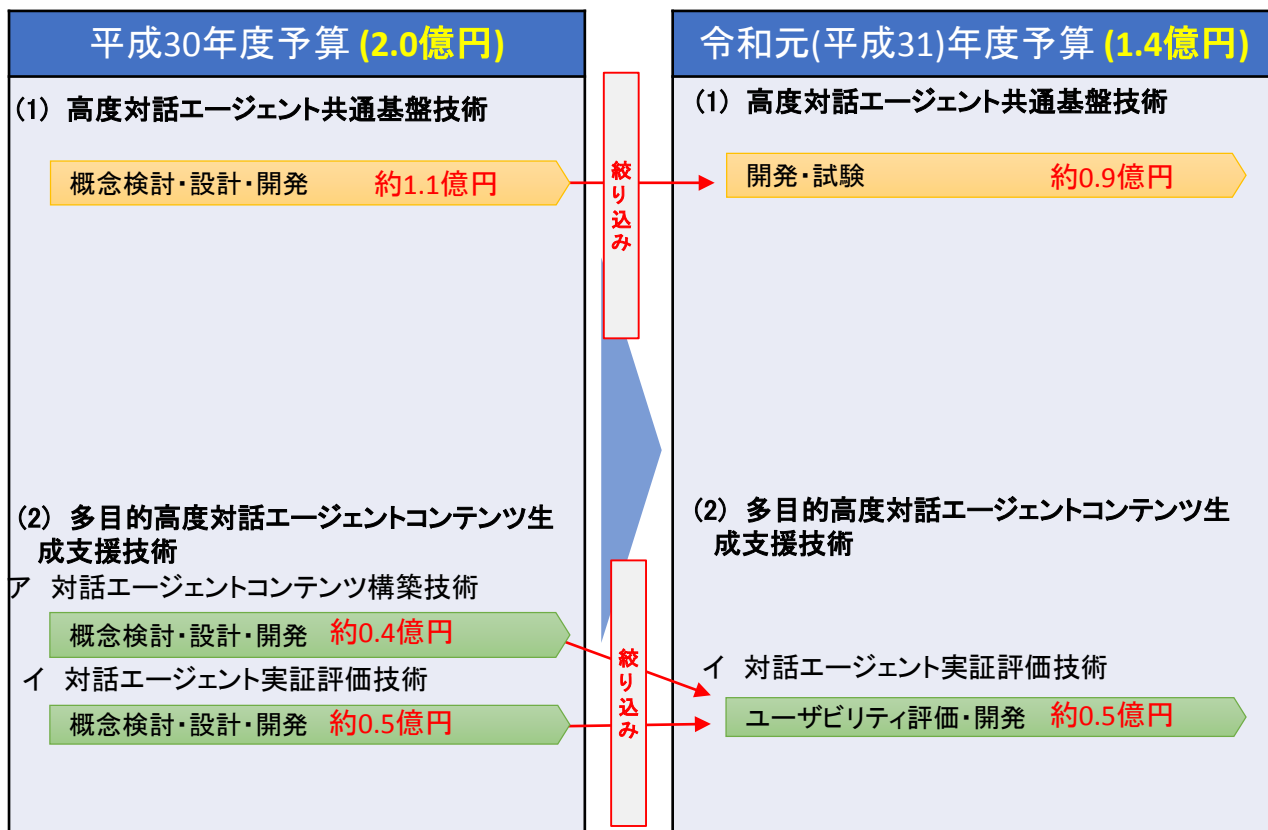 平成30年度予算 (2.0億円)
(1) 高度対話エージェント共通基盤技術
概念検討・設計・開発 約1.1億円
(2) 多目的高度対話エージェントコンテンツ生
成支援技術
ア 対話エージェントコンテンツ構築技術
概念検討・設計・開発 約0.4億円
イ 対話エージェント実証評価技術
概念検討・設計・開発 約0.5億円
絞り込み
絞り込み
令和元(平成31)年度予算 (1.4億円)
(1) 高度対話エージェント共通基盤技術
開発・試験 約0.9億円
(2) 多目的高度対話エージェントコンテンツ生
成支援技術
イ 対話エージェント実証評価技術
ユーザビリティ評価・開発 約0.5億円